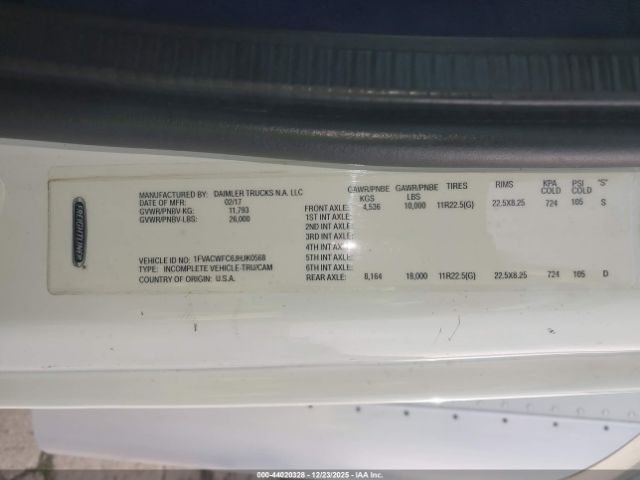 FREIGHTLINER
MANUFACTURED BY: DAIMLER TRUCKS N.A. LLC
DATE OF MFR: 02/17
GVWR/PNBV-KG: 11,793
GVWR/PNBV-LBS: 26,000
VEHICLE ID NO: 1FVACWFC6JHJK0568
TYPE: INCOMPLETE VEHICLE-TRU/CAM
COUNTRY OF ORIGIN: U.S.A.
GAWR/PNBE GAWR/PNBE TIRES RIMS KPA PSI "S"
KGS LBS COLD COLD
FRONT AXLE: 4,536 10,000 11R22.5(G) 22.5X8.25 724 105 S
1ST INT AXLE:
2ND INT AXLE:
3RD INT AXLE:
4TH INT AXLE:
5TH INT AXLE:
6TH INT AXLE:
REAR AXLE: 8,164 18,000 11R22.5(G) 22.5X8.25 724 105 D
000-44020328 - 12/23/2025 - IAA Inc.